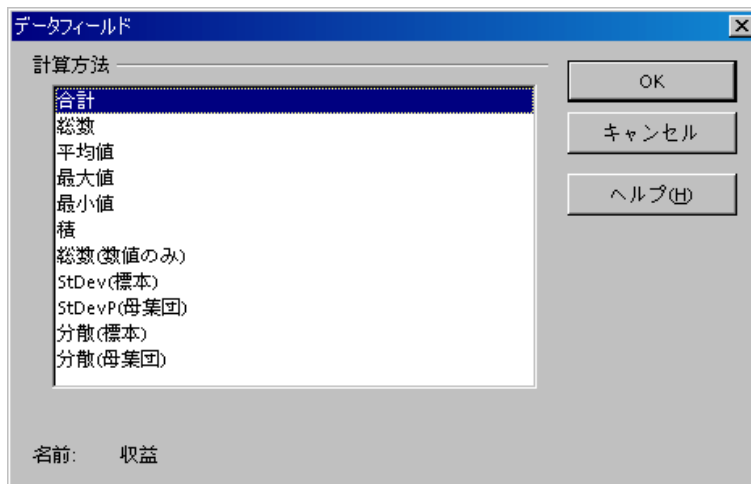 データフィールド
計算方法
合計
総数
平均値
最大値
最小値
積
総数(数値のみ)
StDev(標本)
StDevP(母集団)
分散(標本)
分散(母集団)
OK
キャンセル
ヘルプ(H)
名前: 収益